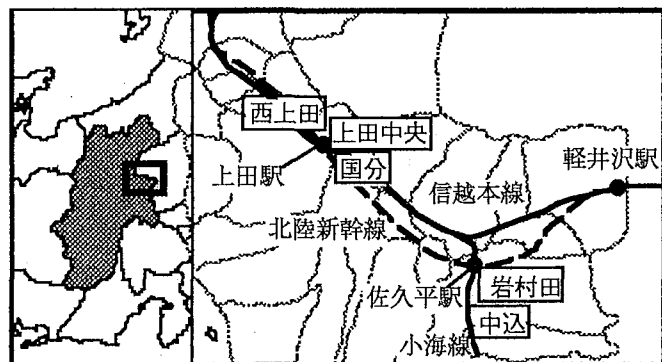 西上田
上田中央
上田駅
国分
軽井沢駅
信越本線
北陸新幹線
佐久平駅
岩村田
中込
小海線